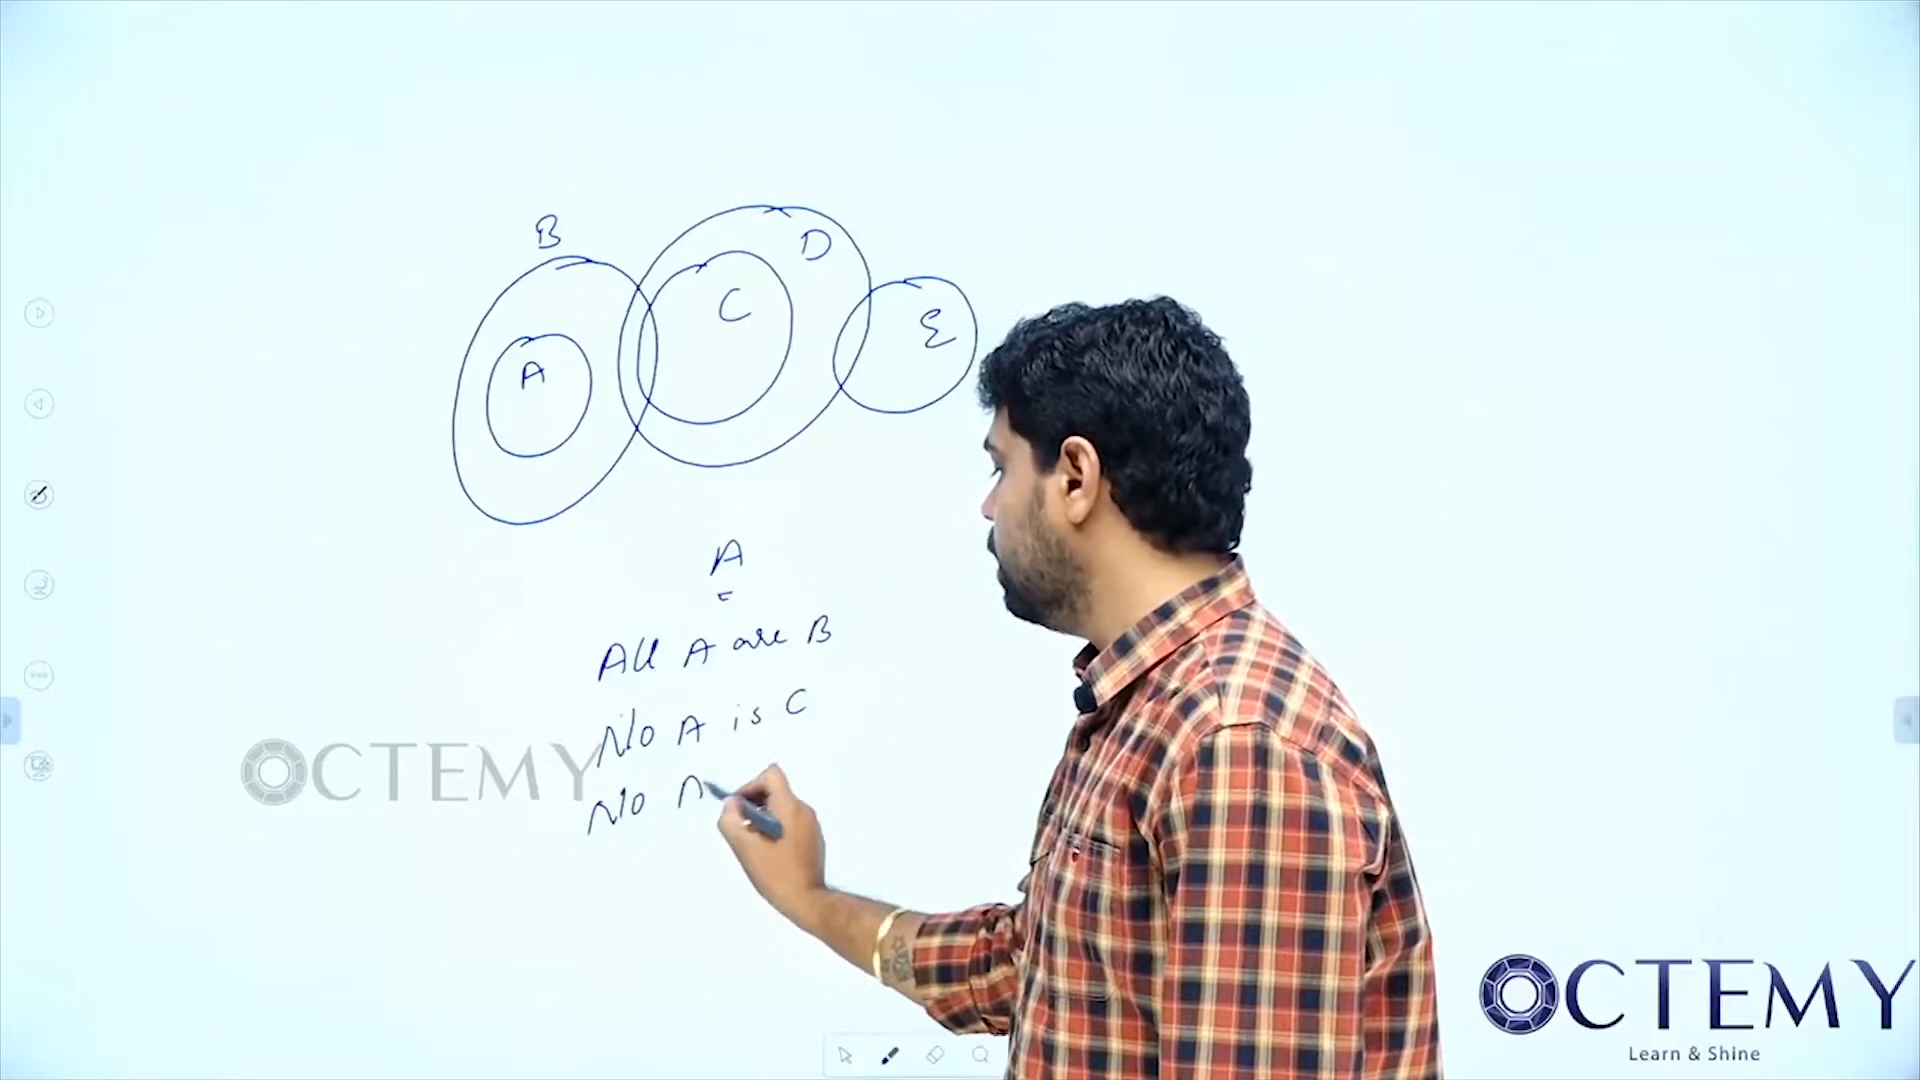 B
D
C
E
A
A
All A are B
No A is C
No A
OCTEMY
OCTEMY
Learn & Shine